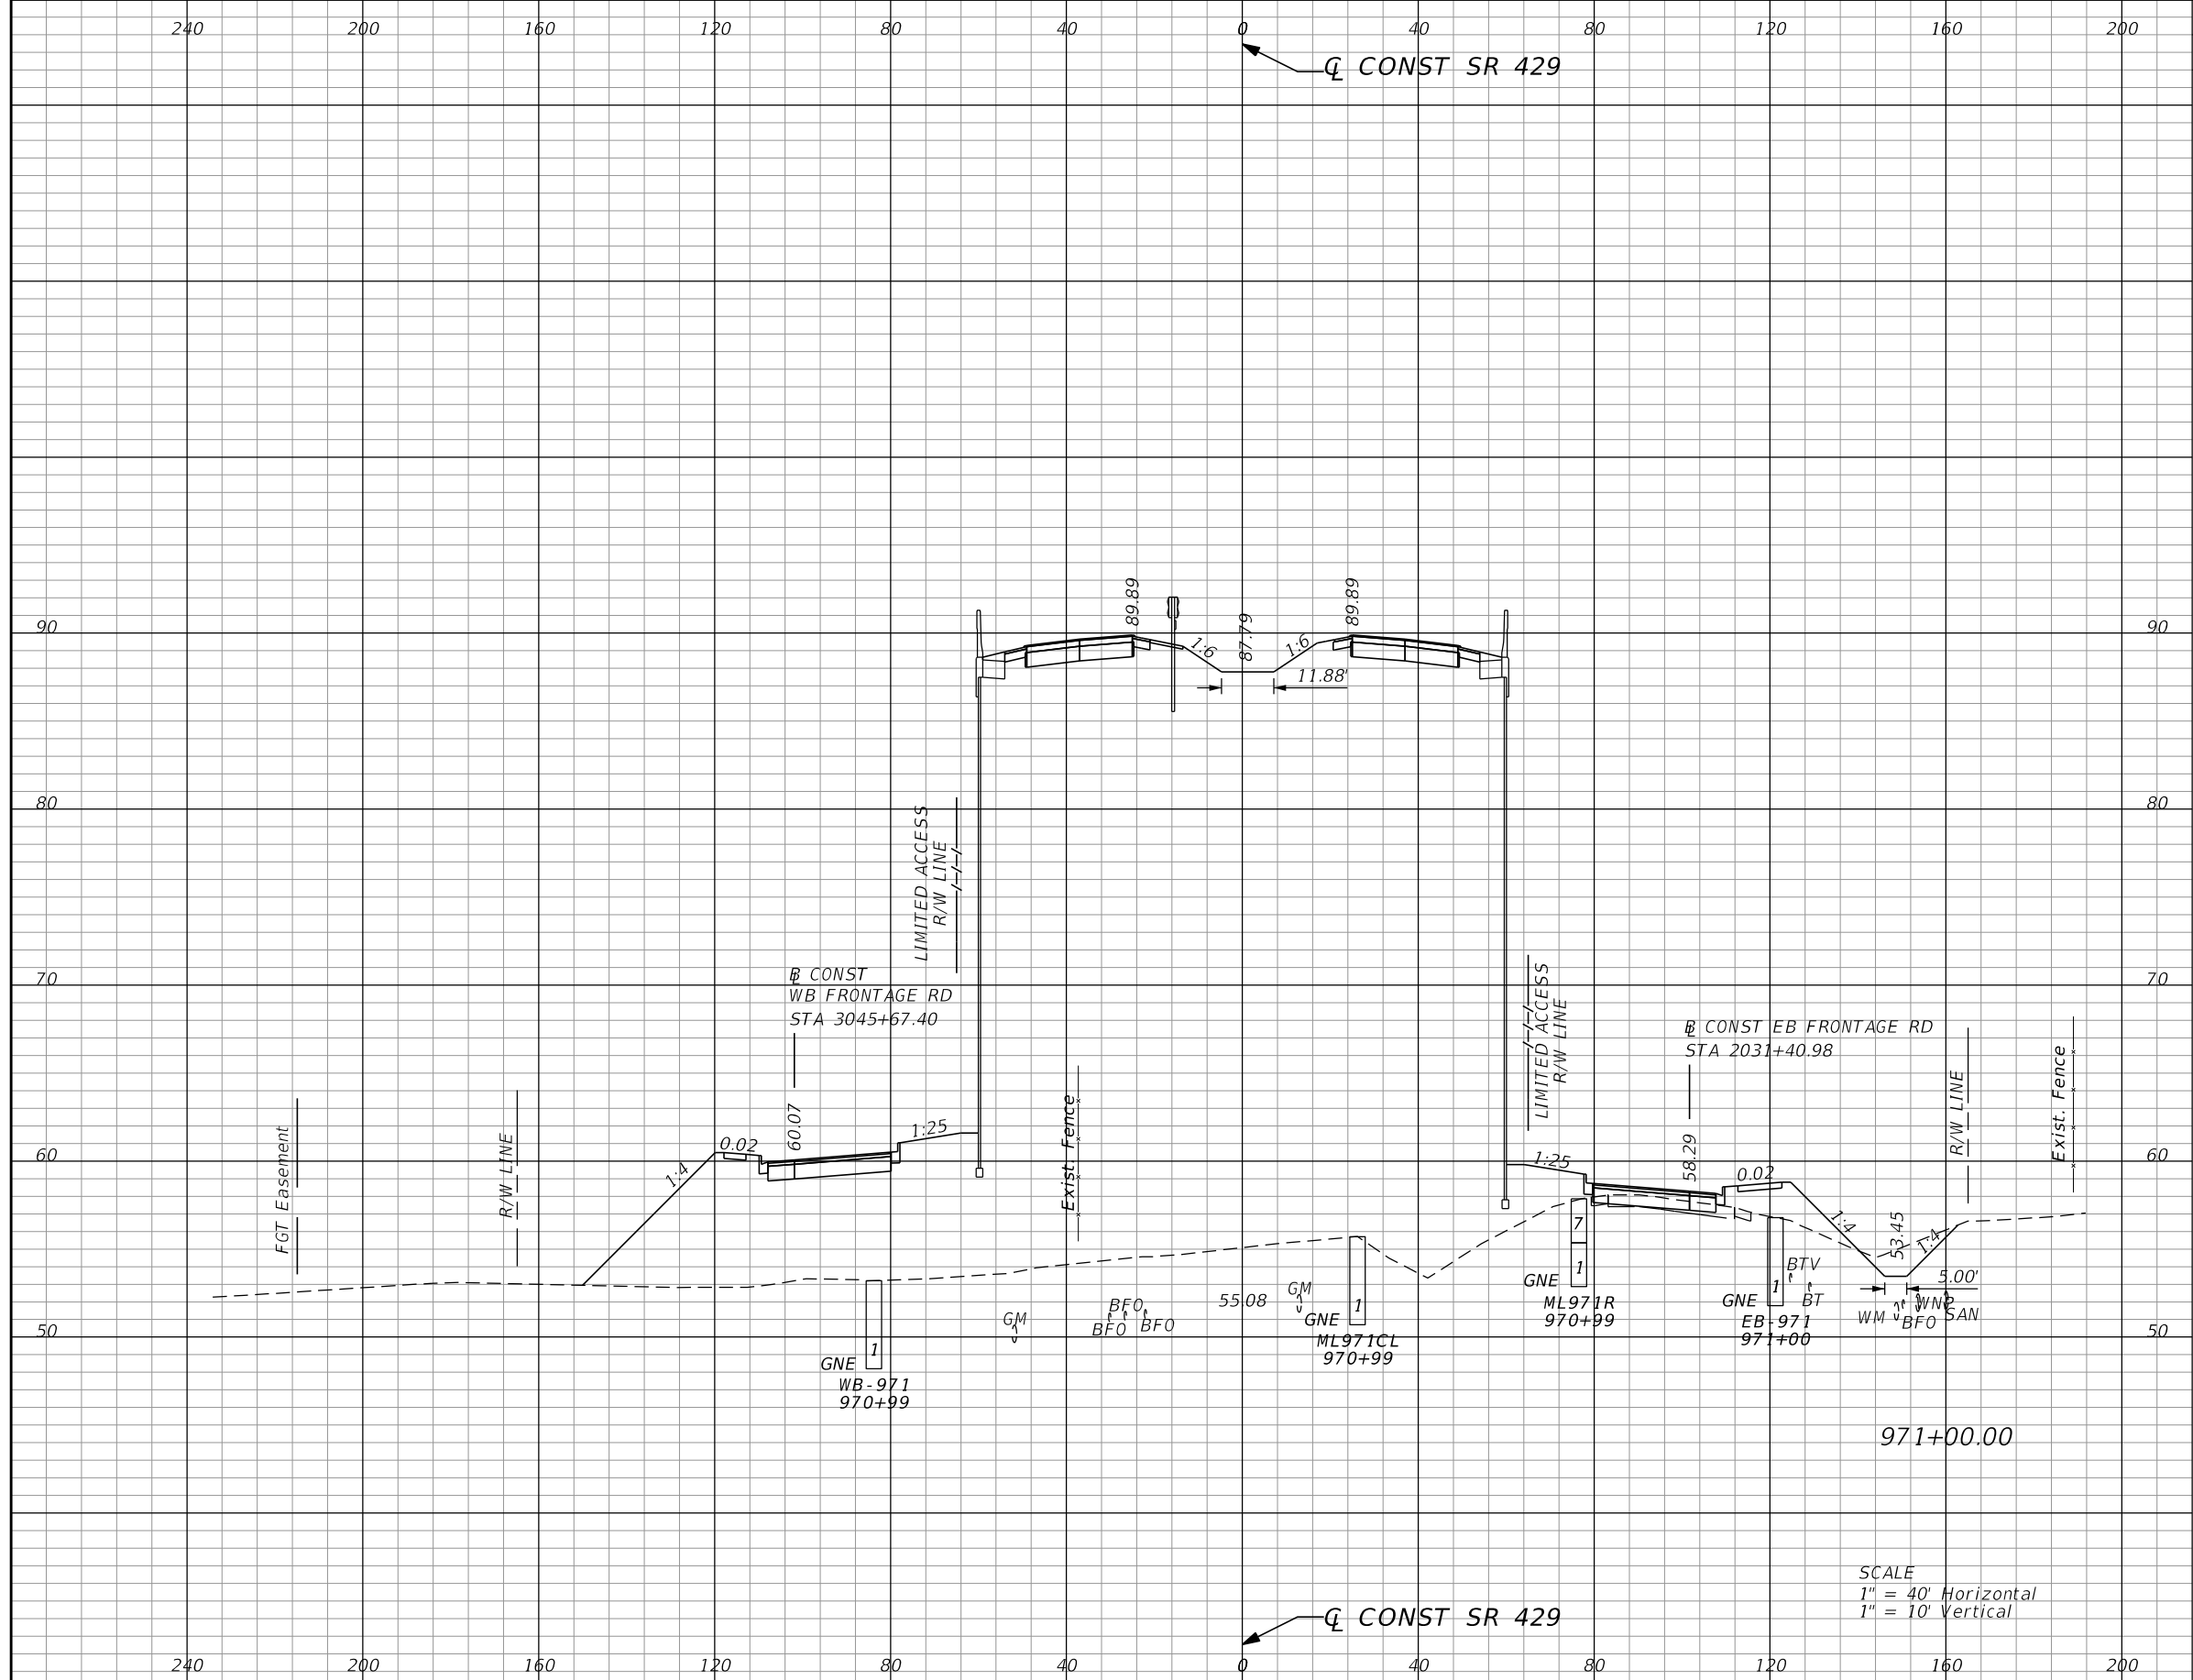 240 200 160 120 80 40 0 40 80 120 160 200
CL CONST SR 429
89.89
87.79
89.89
90 90
1:6
1:6
11.88'
80 80
LIMITED ACCESS
R/W LINE
70 70
BL CONST
WB FRONTAGE RD
STA 3045+67.40
LIMITED ACCESS
R/W LINE
BL CONST EB FRONTAGE RD
STA 2031+40.98
FGT Easement
R/W LINE
1:4
0.02
60.07
1:25
Exist. Fence
1:25
58.29
0.02
1:4
53.45
1:4
R/W LINE
Exist. Fence
60 60
7
1
GNE
ML971R
970+99
BTV
BT
1
GNE
EB-971
971+00
5.00'
WM
BFO
WNP
SAN
GM
BFO
BFO
BFO
55.08
GM
1
GNE
ML971CL
970+99
50 50
1
GNE
WB-971
970+99
971+00.00
SCALE
1" = 40' Horizontal
1" = 10' Vertical
CL CONST SR 429
240 200 160 120 80 40 0 40 80 120 160 200